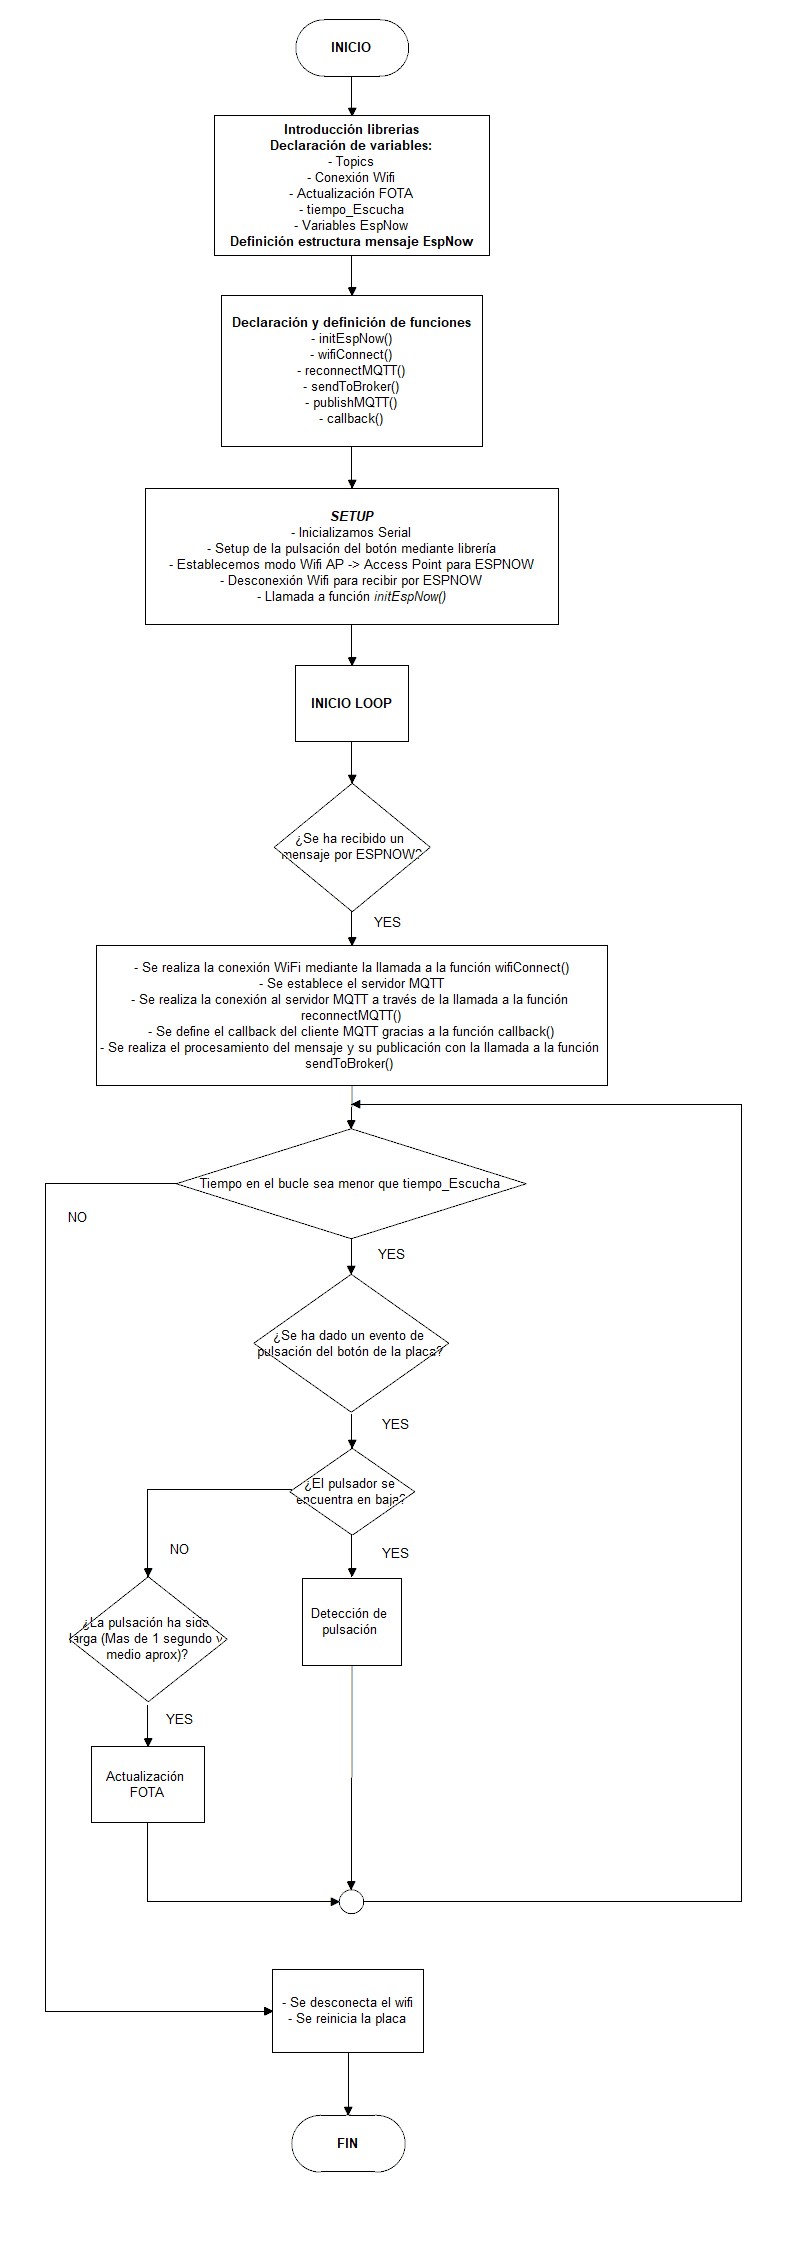 INICIO
Introducción librerias
Declaración de variables:
- Topics
- Conexión Wifi
- Actualización FOTA
- tiempo_Escucha
- Variables EspNow
Definición estructura mensaje EspNow
Declaración y definición de funciones
- initEspNow()
- wifiConnect()
- reconnectMQTT()
- sendToBroker()
- publishMQTT()
- callback()
SETUP
- Inicializamos Serial
- Setup de la pulsación del botón mediante librería
- Establecemos modo Wifi AP -> Access Point para ESPNOW
- Desconexión Wifi para recibir por ESPNOW
- Llamada a función initEspNow()
INICIO LOOP
¿Se ha recibido un
mensaje por ESPNOW?
YES
- Se realiza la conexión WiFi mediante la llamada a la función wifiConnect()
- Se establece el servidor MQTT
- Se realiza la conexión al servidor MQTT a través de la llamada a la función
reconnectMQTT()
- Se define el callback del cliente MQTT gracias a la función callback()
- Se realiza el procesamiento del mensaje y su publicación con la llamada a la función
sendToBroker()
Tiempo en el bucle sea menor que tiempo_Escucha
NO
YES
¿Se ha dado un evento de
pulsación del botón de la placa?
YES
¿El pulsador se
encuentra en baja?
NO
YES
¿La pulsación ha sido
larga (Mas de 1 segundo y
medio aprox)?
Detección de
pulsación
YES
Actualización
FOTA
- Se desconecta el wifi
- Se reinicia la placa
FIN